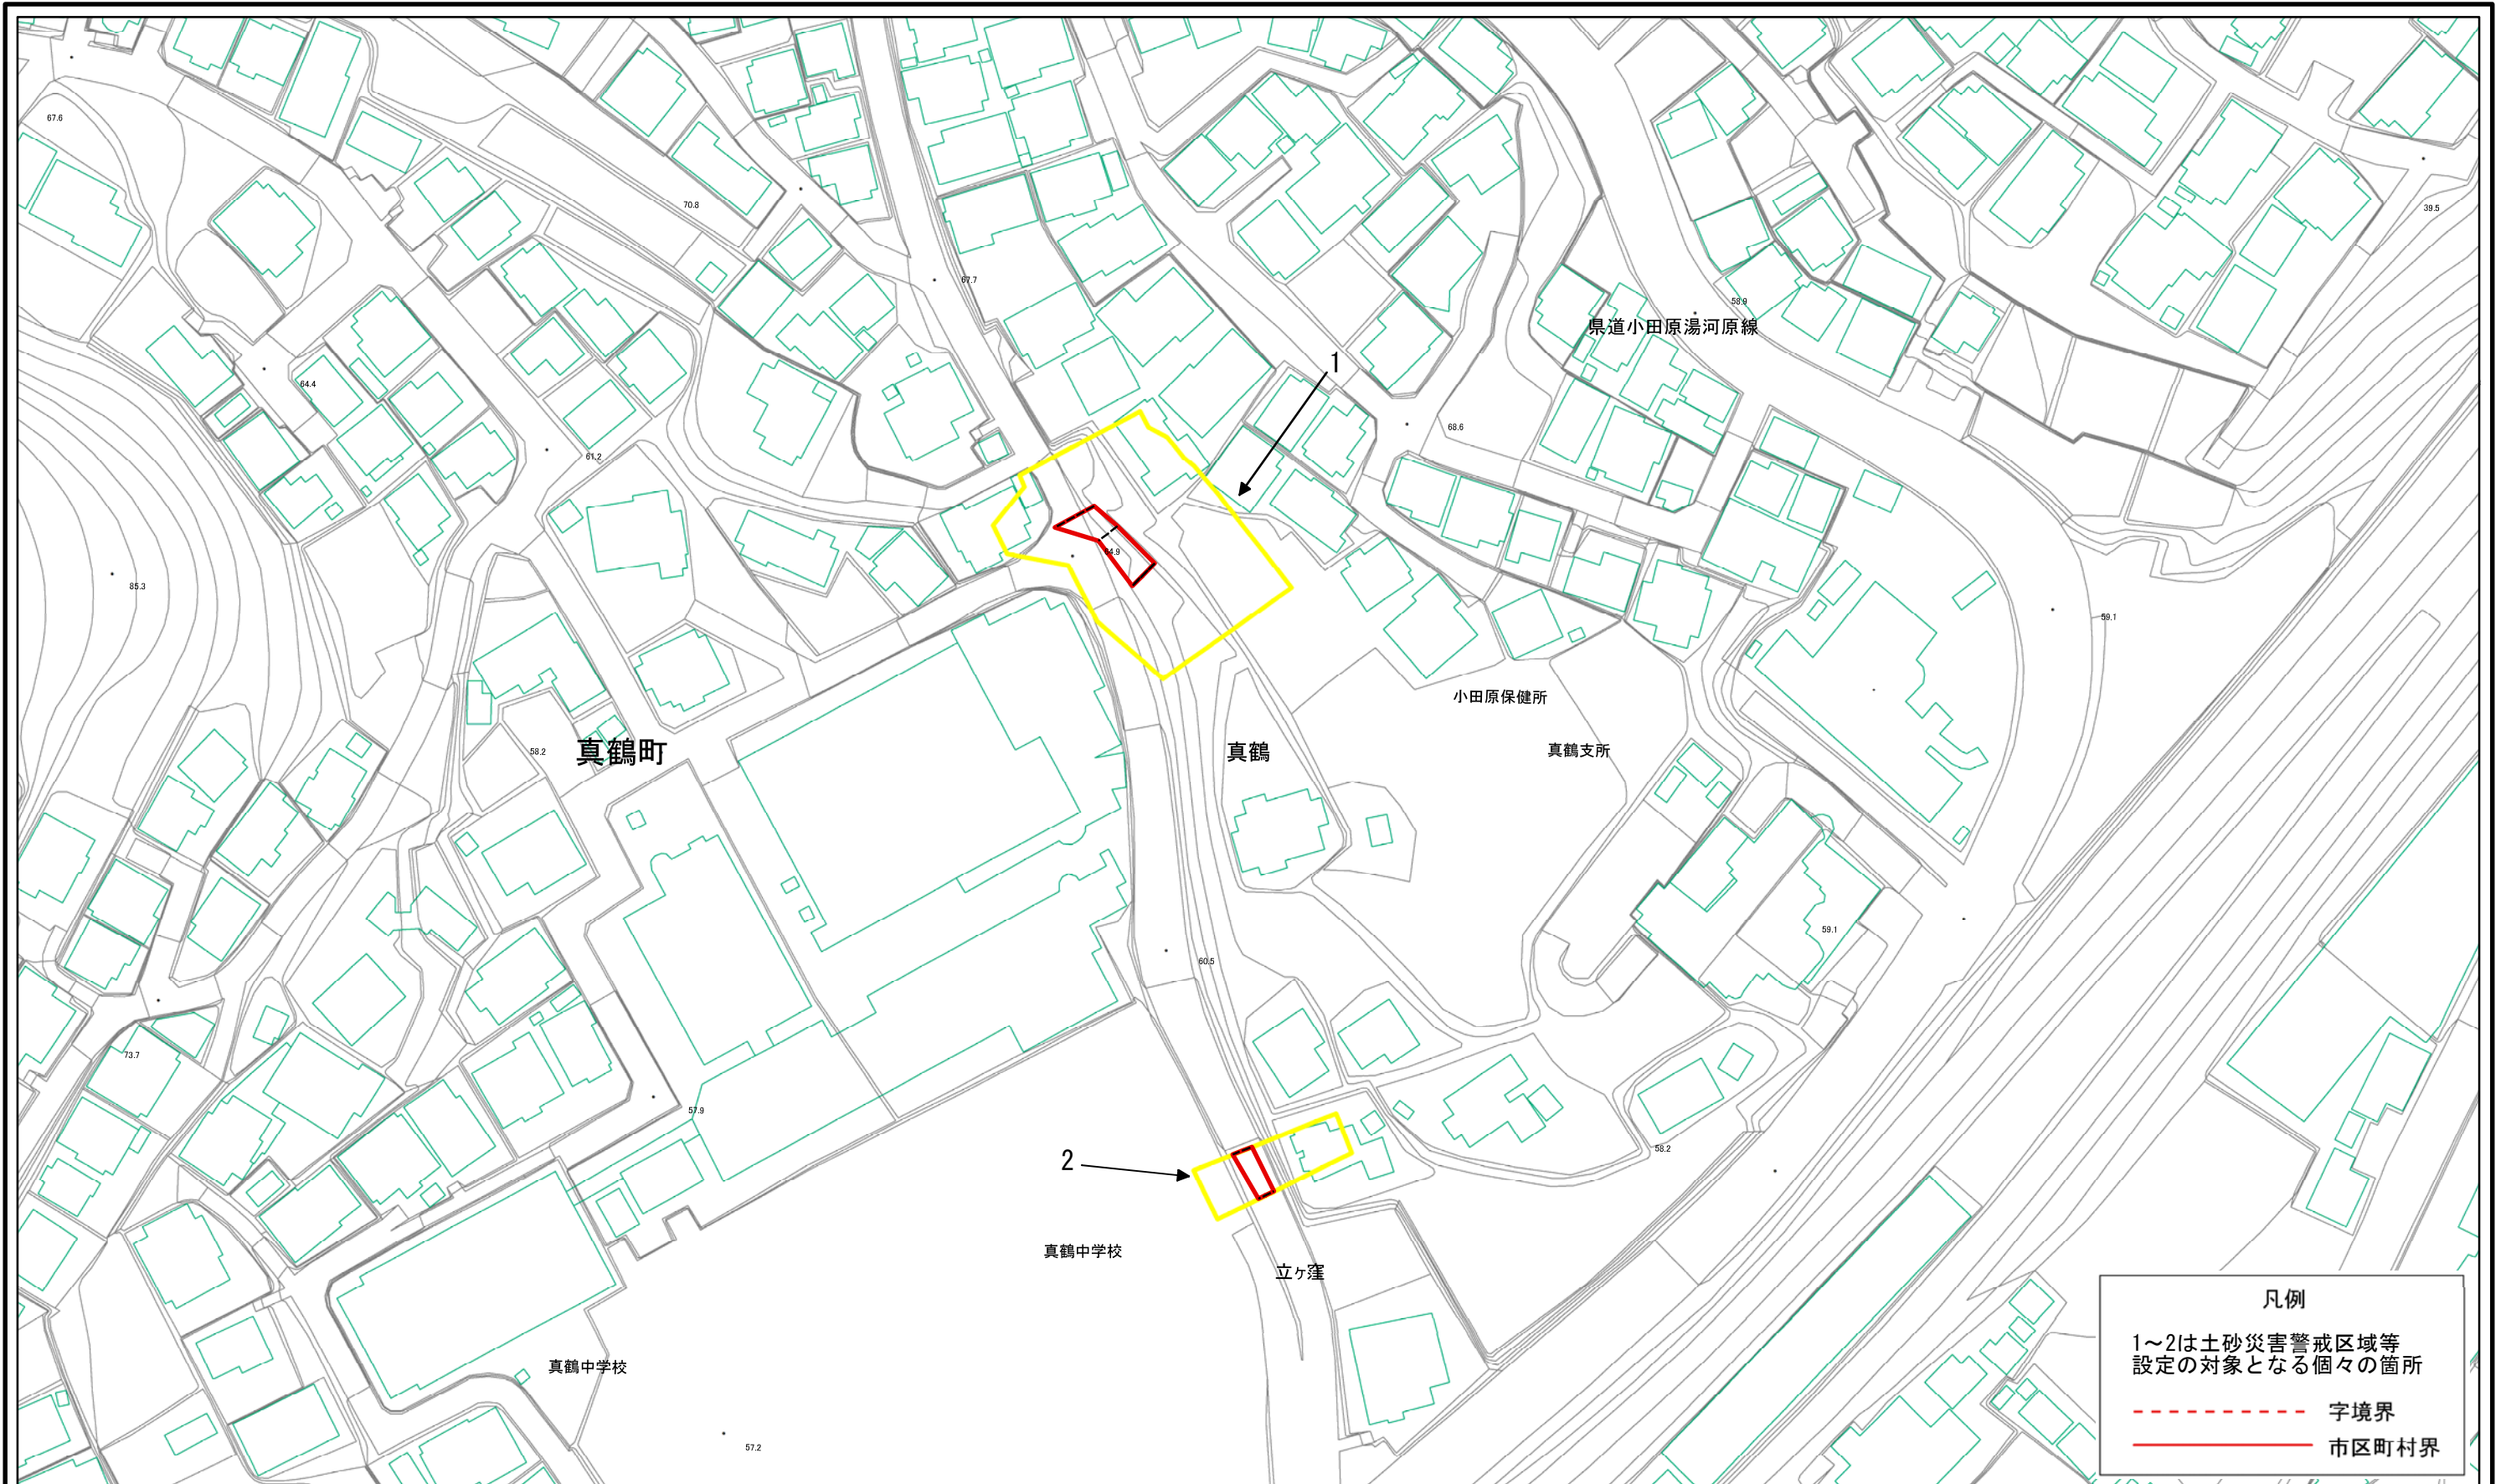 67.6
70.8
39.5
67.7
58.9
県道小田原湯河原線
1
64.4
68.6
61.2
64.9
85.3
59.1
小田原保健所
真鶴町
58.2
真鶴
真鶴支所
59.1
60.5
73.7
57.9
58.2
2
真鶴中学校
立ヶ窪
真鶴中学校
57.2
凡例
1~2は土砂災害警戒区域等
設定の対象となる個々の箇所
字境界
市区町村界